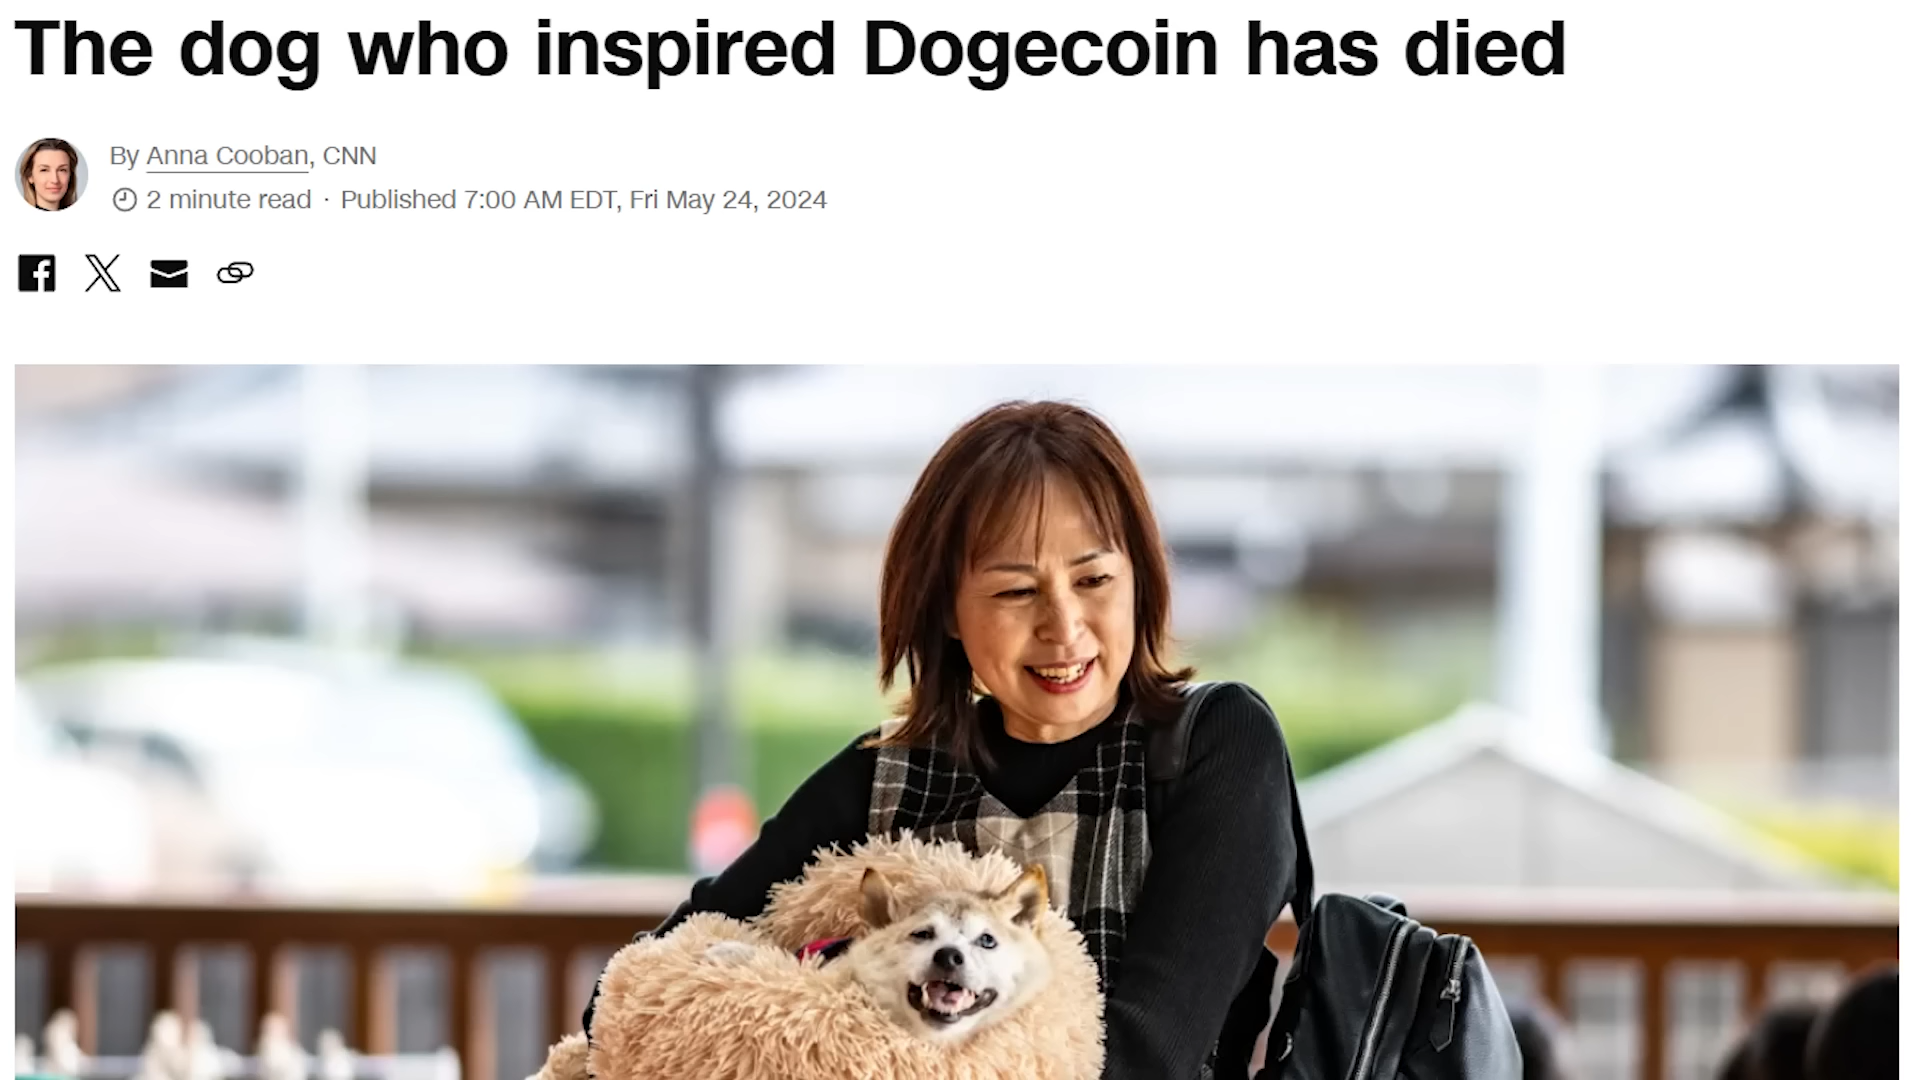 The dog who inspired Dogecoin has died
By Anna Cooban, CNN
2 minute read · Published 7:00 AM EDT, Fri May 24, 2024